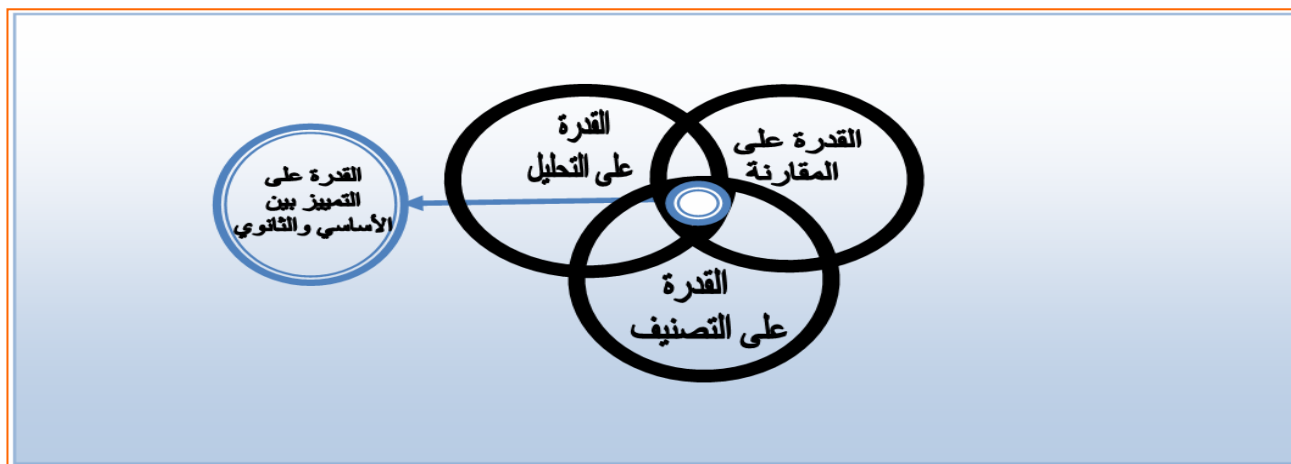 القدرة على
المقارنة
القدرة
على التحليل
القدرة على
التمييز بين
الأساسي والثانوي
القدرة
على التصنيف